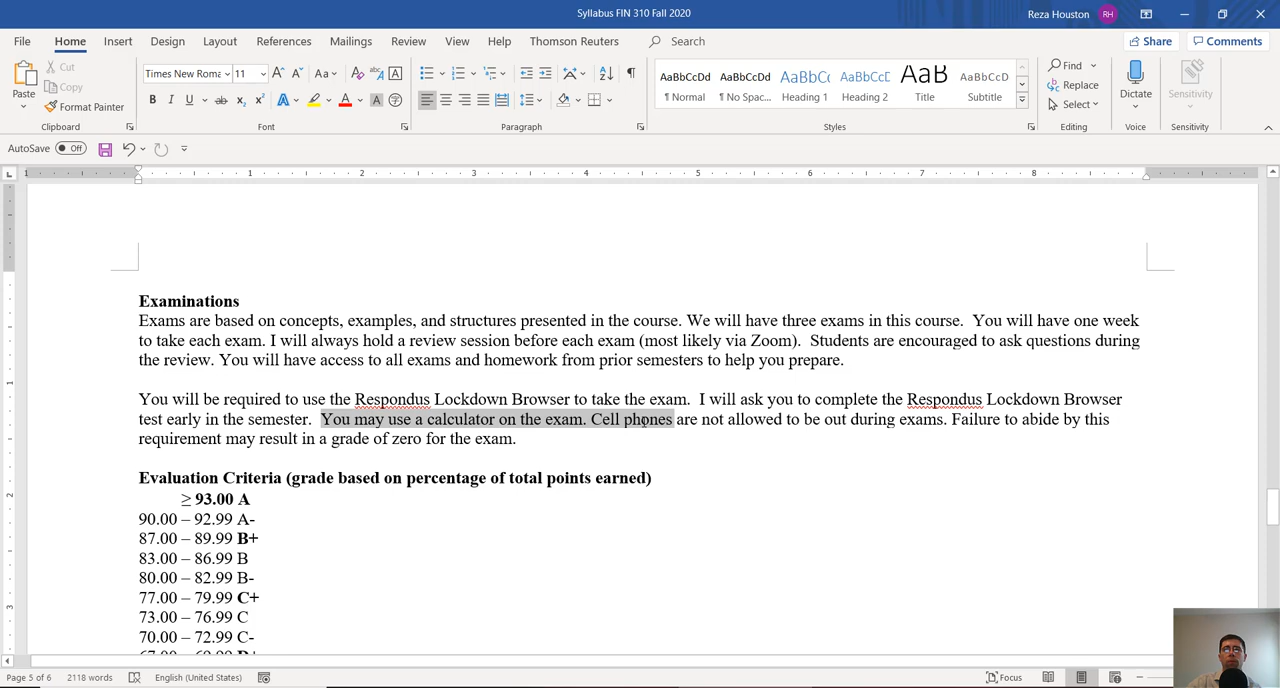 Syllabus FIN 310 Fall 2020
Reza Houston RH
File Home Insert Design Layout References Mailings Review View Help Thomson Reuters Search Share Comments
Paste Cut Copy Format Painter
Times New Roma 11
AaBbCcDd AaBbCcDd AaBbCc AaBbCcE AaB AaBbCcD
¶ Normal ¶ No Spac... Heading 1 Heading 2 Title Subtitle
Find Replace Select
Dictate Sensitivity
Clipboard Font Paragraph Styles Editing Voice Sensitivity
AutoSave Off
1 1 2 3 4 5 6 7 8
Examinations
Exams are based on concepts, examples, and structures presented in the course. We will have three exams in this course.  You will have one week
to take each exam. I will always hold a review session before each exam (most likely via Zoom).  Students are encouraged to ask questions during
the review. You will have access to all exams and homework from prior semesters to help you prepare.
You will be required to use the Respondus Lockdown Browser to take the exam.  I will ask you to complete the Respondus Lockdown Browser
test early in the semester.  You may use a calculator on the exam. Cell phones are not allowed to be out during exams. Failure to abide by this
requirement may result in a grade of zero for the exam.
Evaluation Criteria (grade based on percentage of total points earned)
≥ 93.00 A
90.00 – 92.99 A-
87.00 – 89.99 B+
83.00 – 86.99 B
80.00 – 82.99 B-
77.00 – 79.99 C+
73.00 – 76.99 C
70.00 – 72.99 C-
Page 5 of 6 2118 words English (United States) Focus